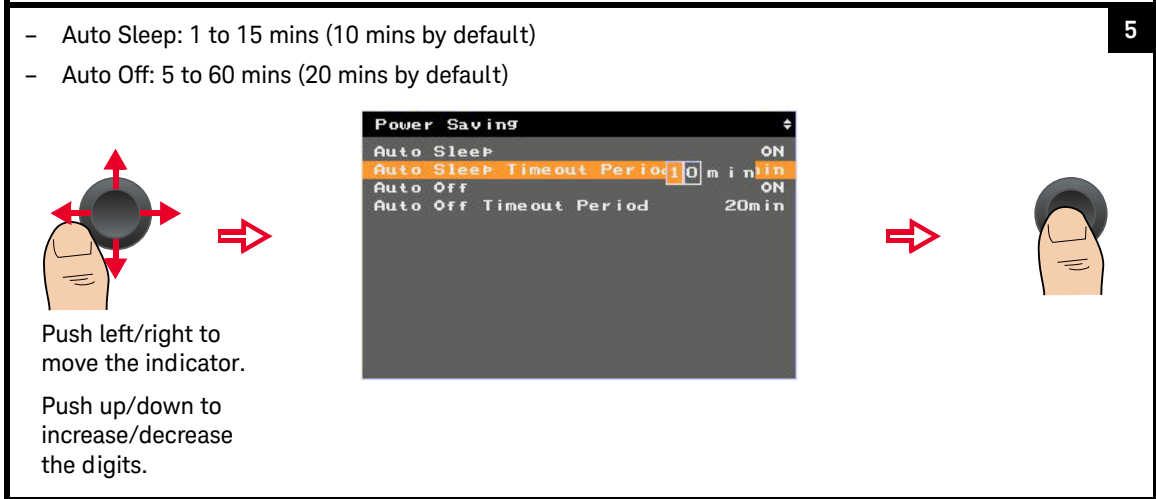 5
– Auto Sleep: 1 to 15 mins (10 mins by default)
– Auto Off: 5 to 60 mins (20 mins by default)
Power Saving
Auto Sleep ON
Auto Sleep Timeout Perio 10 min in
Auto Off ON
Auto Off Timeout Period 20min
Push left/right to
move the indicator.
Push up/down to
increase/decrease
the digits.